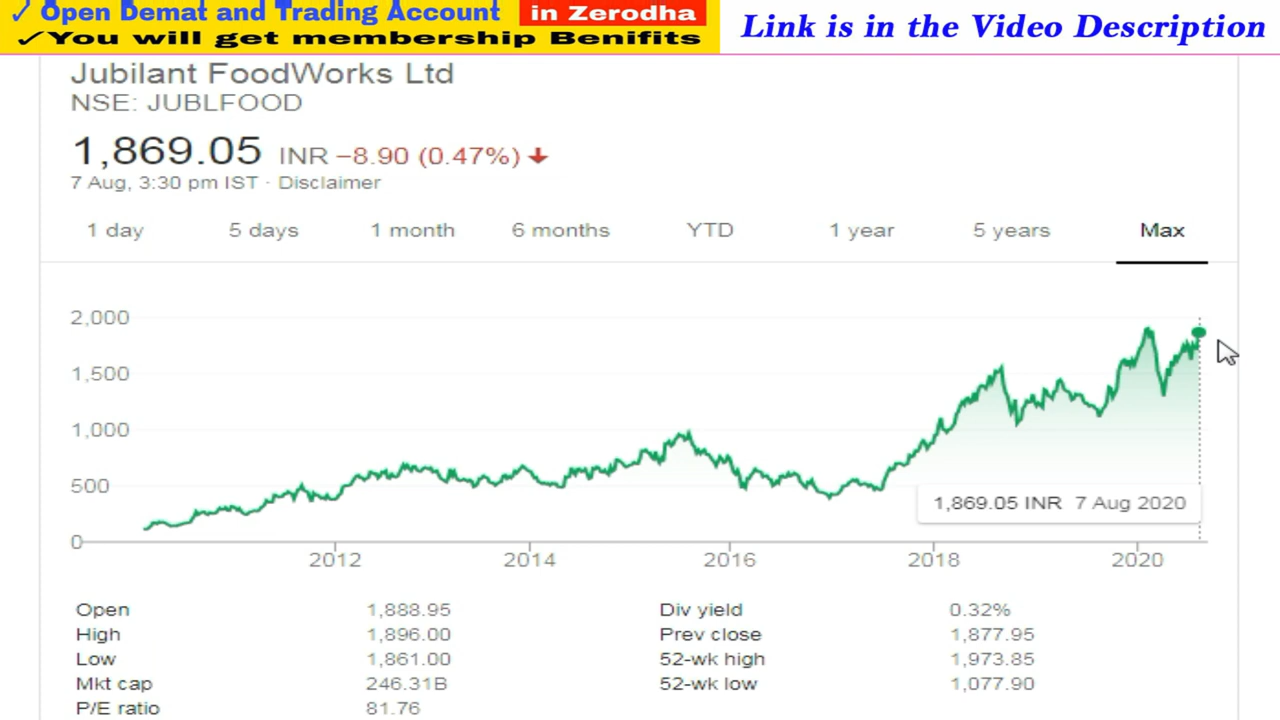 ✓ Open Demat and Trading Account in Zerodha
✓You will get membership Benifits
Link is in the Video Description
Jubilant FoodWorks Ltd
NSE: JUBLFOOD
1,869.05 INR −8.90 (0.47%) ↓
7 Aug, 3:30 pm IST · Disclaimer
1 day 5 days 1 month 6 months YTD 1 year 5 years Max
2,000
1,500
1,000
500
1,869.05 INR 7 Aug 2020
0
2012 2014 2016 2018 2020
Open 1,888.95 Div yield 0.32%
High 1,896.00 Prev close 1,877.95
Low 1,861.00 52-wk high 1,973.85
Mkt cap 246.31B 52-wk low 1,077.90
P/E ratio 81.76